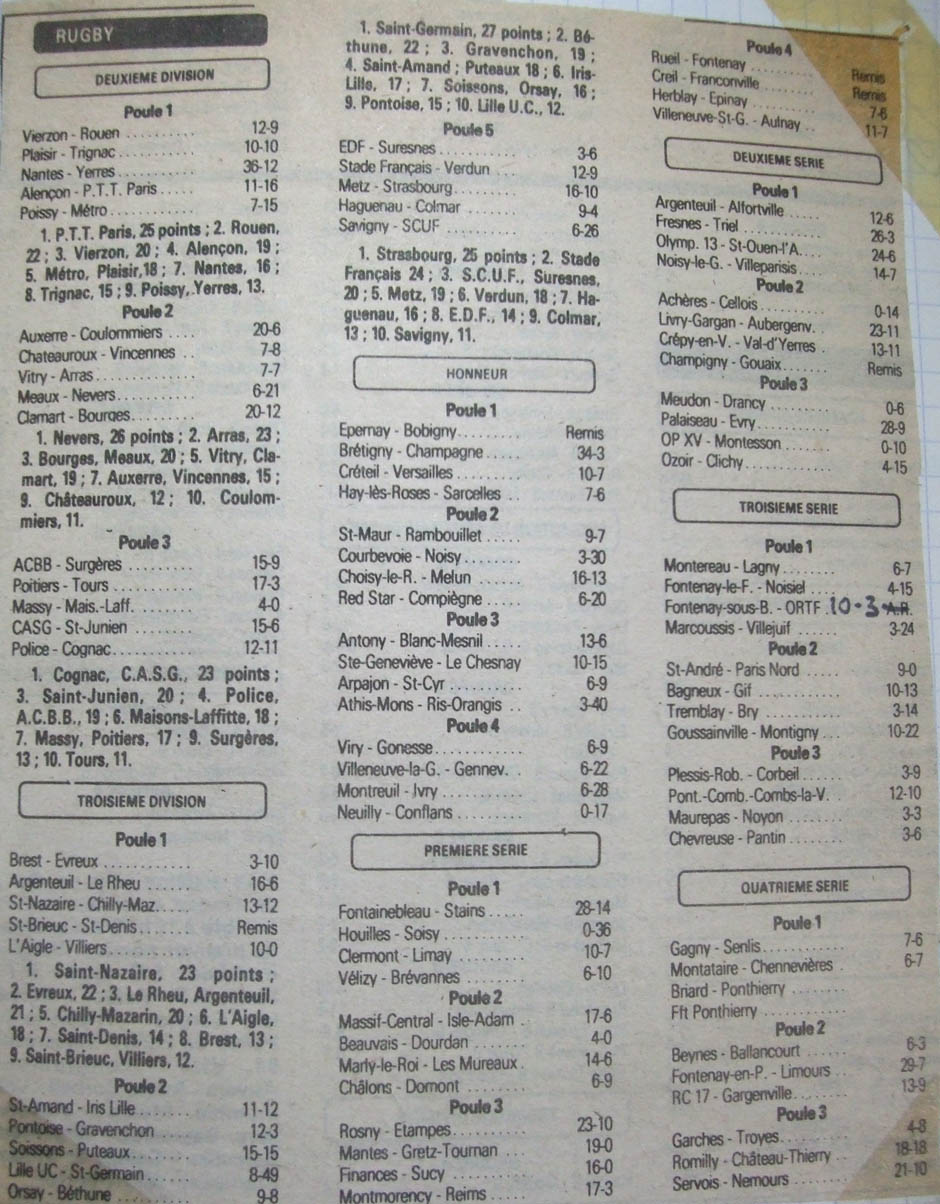 RUGBY
DEUXIEME DIVISION
Poule 1
Vierzon - Rouen .......... 12-9
Plaisir - Trignac ........... 10-10
Nantes - Yerres ............ 36-12
Alençon - P.T.T. Paris ..... 11-16
Poissy - Métro ............. 7-15
1. P.T.T. Paris, 25 points ; 2. Rouen,
22 ; 3. Vierzon, 20 ; 4. Alençon, 19 ;
5. Métro, Plaisir,18 ; 7. Nantes, 16 ;
8. Trignac, 15 ; 9. Poissy, Yerres, 13.
Poule 2
Auxerre - Coulommiers ..... 20-6
Chateauroux - Vincennes .. 7-8
Vitry - Arras ............. 7-7
Meaux - Nevers ........... 6-21
Clamart - Bourges ......... 20-12
1. Nevers, 26 points ; 2. Arras, 23 ;
3. Bourges, Meaux, 20 ; 5. Vitry, Cla-
mart, 19 ; 7. Auxerre, Vincennes, 15 ;
9. Châteauroux, 12 ; 10. Coulom-
miers, 11.
Poule 3
ACBB - Surgères ......... 15-9
Poitiers - Tours ........... 17-3
Massy - Mais.-Laff. ........ 4-0
CASG - St-Junien ......... 15-6
Police - Cognac ........... 12-11
1. Cognac, C.A.S.G., 23 points ;
3. Saint-Junien, 20 ; 4. Police,
A.C.B.B., 19 ; 6. Maisons-Laffitte, 18 ;
7. Massy, Poitiers, 17 ; 9. Surgères,
13 ; 10. Tours, 11.
TROISIEME DIVISION
Poule 1
Brest - Evreux ............ 3-10
Argenteuil - Le Rheu ...... 16-6
St-Nazaire - Chilly-Maz. .... 13-12
St-Brieuc - St-Denis ....... Remis
L'Aigle - Villiers ........... 10-0
1. Saint-Nazaire, 23 points ;
2. Evreux, 22 ; 3. Le Rheu, Argenteuil,
21 ; 5. Chilly-Mazarin, 20 ; 6. L'Aigle,
18 ; 7. Saint-Denis, 14 ; 8. Brest, 13 ;
9. Saint-Brieuc, Villiers, 12.
Poule 2
St-Amand - Iris Lille ....... 11-12
Pontoise - Gravenchon ..... 12-3
Soissons - Puteaux ........ 15-15
Lille UC - St-Germain ...... 8-49
Orsay - Béthune .......... 9-8
1. Saint-Germain, 27 points ; 2. Bé-
thune, 22 ; 3. Gravenchon, 19 ;
4. Saint-Amand ; Puteaux 18 ; 6. Iris-
Lille, 17 ; 7. Soissons, Orsay, 16 ;
9. Pontoise, 15 ; 10. Lille U.C., 12.
Poule 5
EDF - Suresnes .......... 3-6
Stade Français - Verdun ... 12-9
Metz - Strasbourg ......... 16-10
Haguenau - Colmar ....... 9-4
Savigny - SCUF .......... 6-26
1. Strasbourg, 25 points ; 2. Stade
Français 24 ; 3. S.C.U.F., Suresnes,
20 ; 5. Metz, 19 ; 6. Verdun, 18 ; 7. Ha-
guenau, 16 ; 8. E.D.F., 14 ; 9. Colmar,
13 ; 10. Savigny, 11.
HONNEUR
Poule 1
Epernay - Bobigny ......... Remis
Brétigny - Champagne ..... 34-3
Créteil - Versailles ......... 10-7
Hay-lès-Roses - Sarcelles .. 7-6
Poule 2
St-Maur - Rambouillet ..... 9-7
Courbevoie - Noisy ........ 3-30
Choisy-le-R. - Melun ...... 16-13
Red Star - Compiègne ..... 6-20
Poule 3
Antony - Blanc-Mesnil ...... 13-6
Ste-Geneviève - Le Chesnay 10-15
Arpajon - St-Cyr .......... 6-9
Athis-Mons - Ris-Orangis .. 3-40
Poule 4
Viry - Gonesse ............ 6-9
Villeneuve-la-G. - Gennev. . 6-22
Montreuil - Ivry ........... 6-28
Neuilly - Conflans ......... 0-17
PREMIERE SERIE
Poule 1
Fontainebleau - Stains ..... 28-14
Houilles - Soisy ........... 0-36
Clermont - Limay ......... 10-7
Vélizy - Brévannes ........ 6-10
Poule 2
Massif-Central - Isle-Adam . 17-6
Beauvais - Dourdan ....... 4-0
Marly-le-Roi - Les Mureaux . 14-6
Châlons - Domont ........ 6-9
Poule 3
Rosny - Etampes .......... 23-10
Mantes - Gretz-Tournan ... 19-0
Finances - Sucy .......... 16-0
Montmorency - Reims ..... 17-3
Poule 4
Rueil - Fontenay .......... Remis
Creil - Franconville ........ Remis
Herblay - Epinay .......... 7-6
Villeneuve-St-G. - Aulnay .. 11-7
DEUXIEME SERIE
Poule 1
Argenteuil - Alfortville ..... 12-6
Fresnes - Triel ............ 26-3
Olymp. 13 - St-Ouen-l'A. ... 24-6
Noisy-le-G. - Villeparisis .... 14-7
Poule 2
Achères - Cellois .......... 0-14
Livry-Gargan - Aubergenv. . 23-11
Crépy-en-V. - Val-d'Yerres . 13-11
Champigny - Gouaix ....... Remis
Poule 3
Meudon - Drancy ......... 0-6
Palaiseau - Evry ........... 28-9
OP XV - Montesson ....... 0-10
Ozoir - Clichy ............. 4-15
TROISIEME SERIE
Poule 1
Montereau - Lagny ........ 6-7
Fontenay-le-F. - Noisiel .... 4-15
Fontenay-sous-B. - ORTF . 10-3 A.R.
Marcoussis - Villejuif ...... 3-24
Poule 2
St-André - Paris Nord ..... 9-0
Bagneux - Gif ............ 10-13
Tremblay - Bry ........... 3-14
Goussainville - Montigny ... 10-22
Poule 3
Plessis-Rob. - Corbeil ...... 3-9
Pont.-Comb.-Combs-la-V. . 12-10
Maurepas - Noyon ........ 3-3
Chevreuse - Pantin ........ 3-6
QUATRIEME SERIE
Poule 1
Gagny - Senlis ............ 7-6
Montataire - Chennevières . 6-7
Briard - Ponthierry ........
Fft Ponthierry ............
Poule 2
Beynes - Ballancourt ...... 6-3
Fontenay-en-P. - Limours .. 29-7
RC 17 - Gargenville ........ 13-9
Poule 3
Garches - Troyes .......... 4-8
Romilly - Château-Thierry .. 18-18
Servois - Nemours ........ 21-10